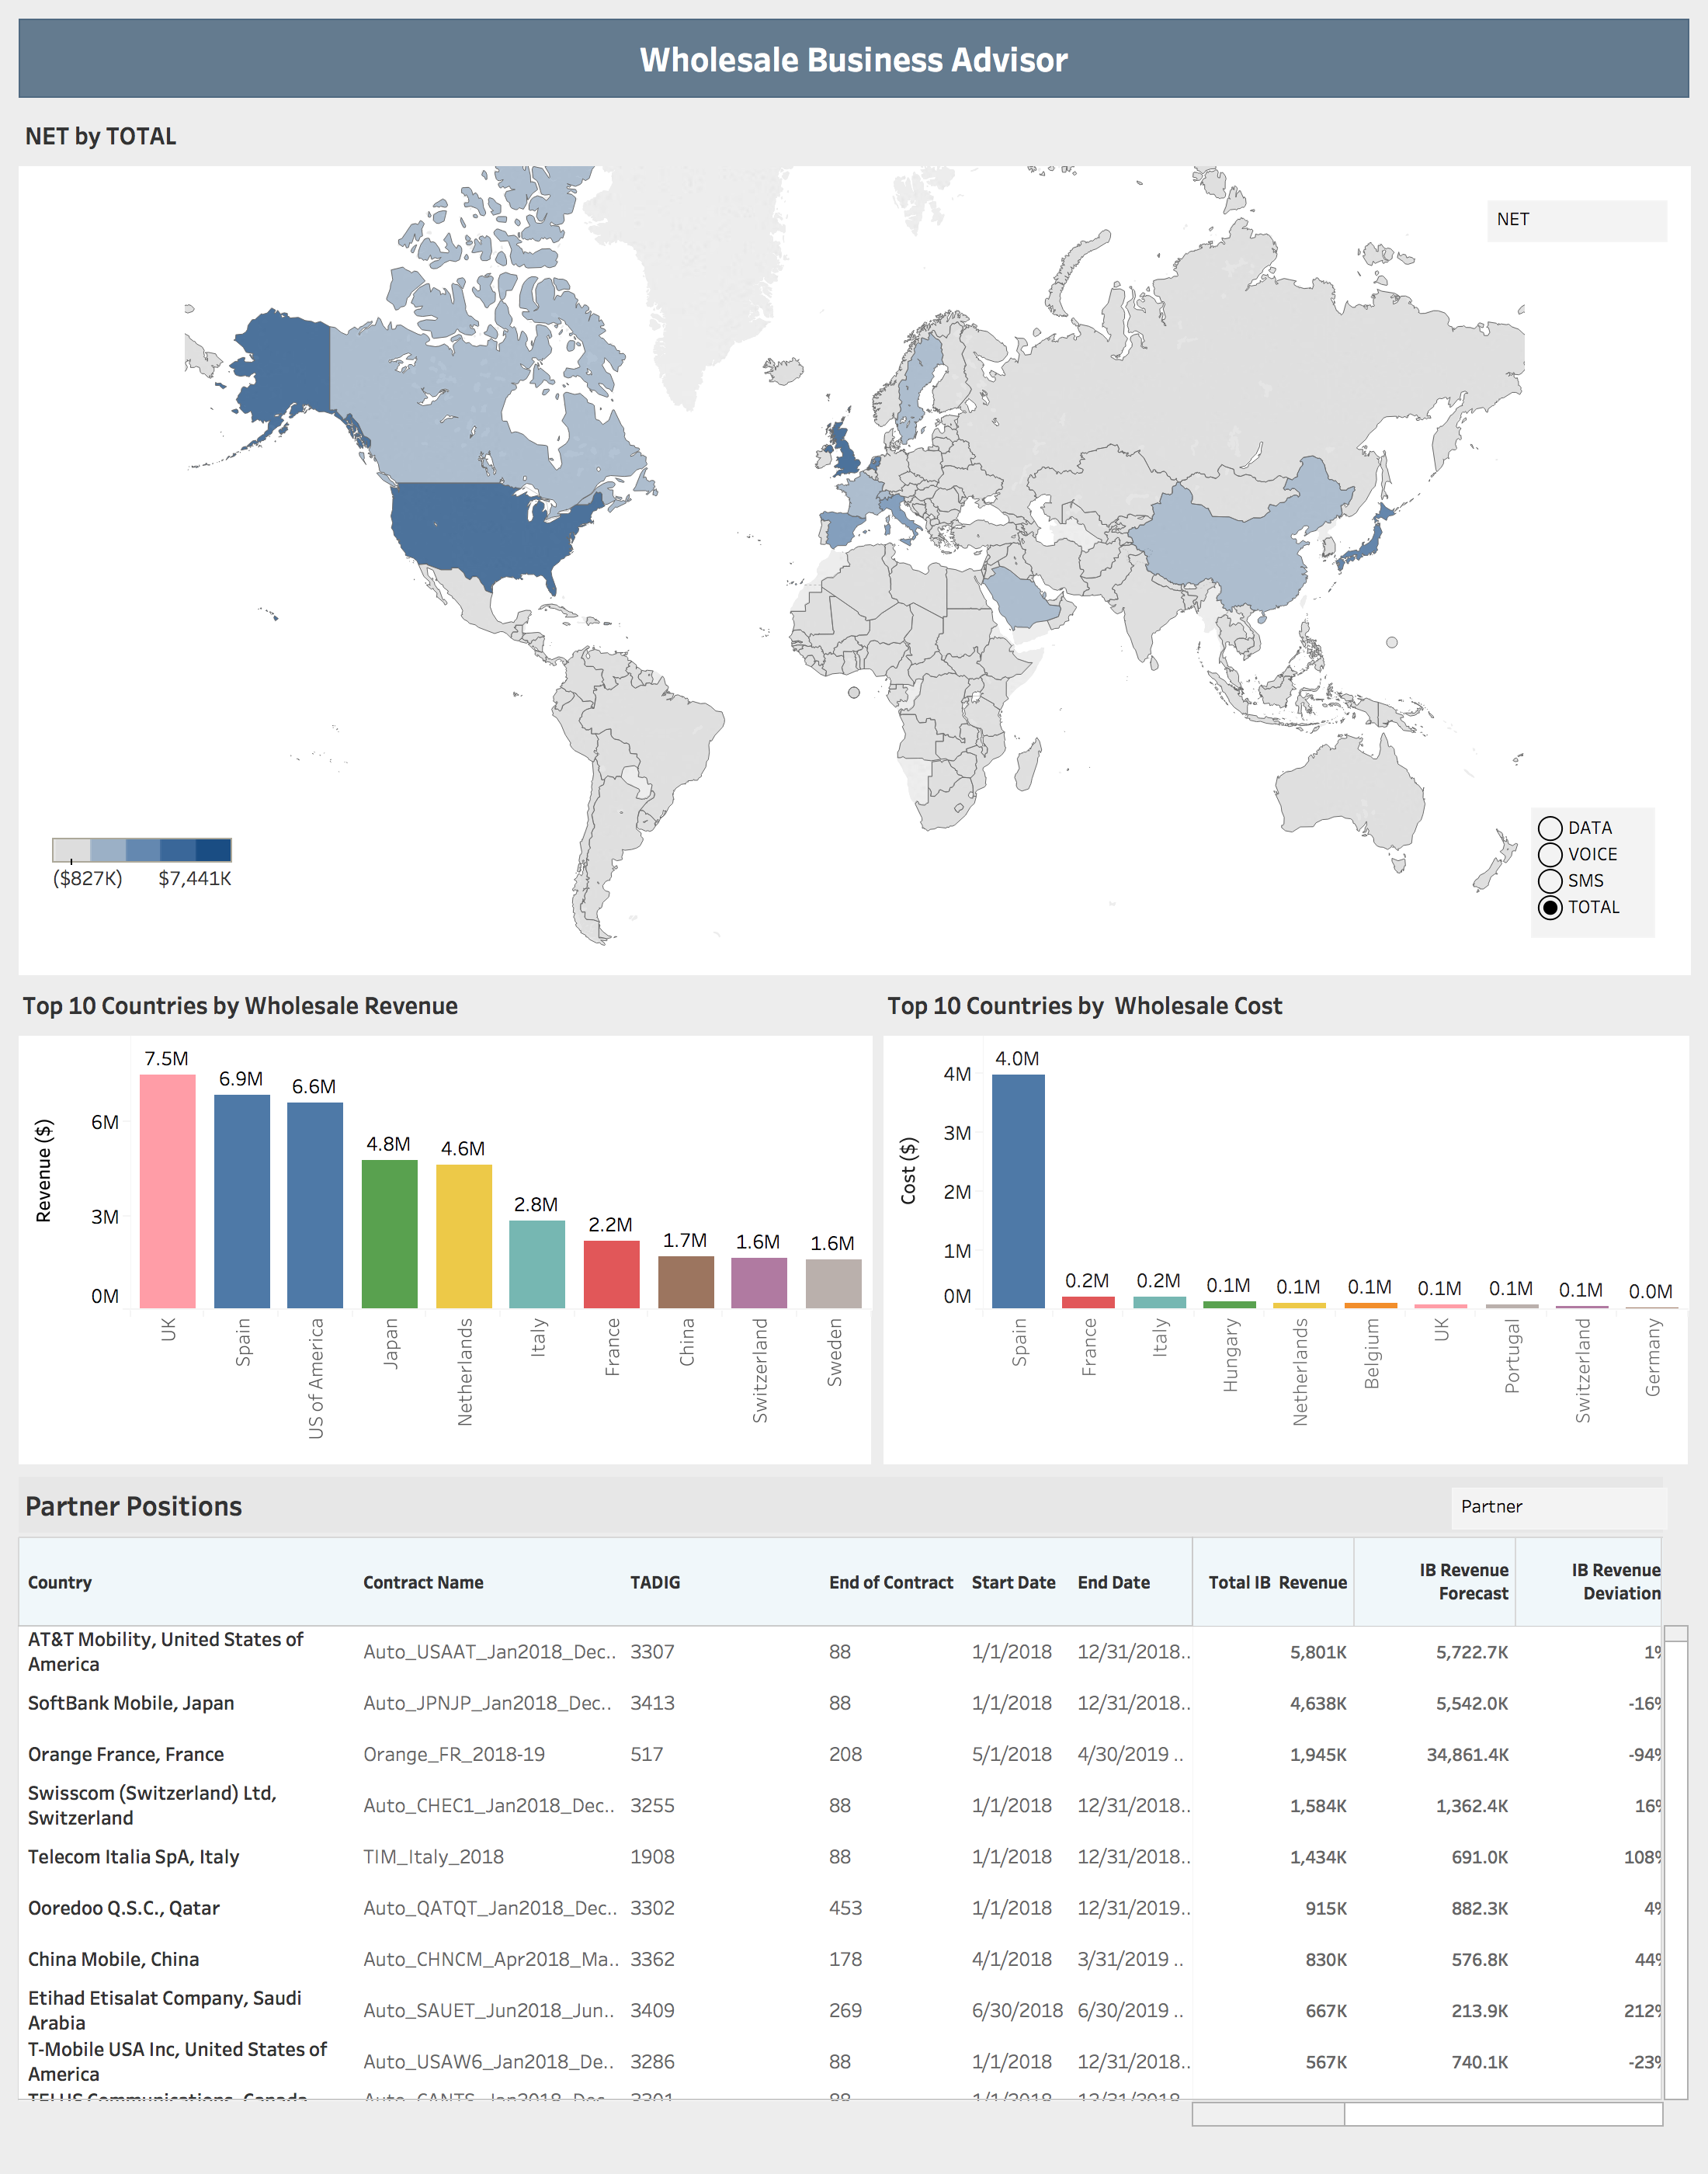 Wholesale Business Advisor
NET by TOTAL
NET
($827K) $7,441K
DATA
VOICE
SMS
TOTAL
Top 10 Countries by Wholesale Revenue
7.5M 6.9M 6.6M 4.8M 4.6M 2.8M 2.2M 1.7M 1.6M 1.6M
6M
3M
0M
Revenue ($)
UK Spain US of America Japan Netherlands Italy France China Switzerland Sweden
Top 10 Countries by Wholesale Cost
4.0M 0.2M 0.2M 0.1M 0.1M 0.1M 0.1M 0.1M 0.1M 0.0M
4M
3M
2M
1M
0M
Cost ($)
Spain France Italy Hungary Netherlands Belgium UK Portugal Switzerland Germany
Partner Positions
Partner
Country Contract Name TADIG End of Contract Start Date End Date Total IB Revenue IB Revenue Forecast IB Revenue Deviation
AT&T Mobility, United States of America Auto_USAAT_Jan2018_Dec.. 3307 88 1/1/2018 12/31/2018.. 5,801K 5,722.7K 1%
SoftBank Mobile, Japan Auto_JPNJP_Jan2018_Dec.. 3413 88 1/1/2018 12/31/2018.. 4,638K 5,542.0K -16%
Orange France, France Orange_FR_2018-19 517 208 5/1/2018 4/30/2019 .. 1,945K 34,861.4K -94%
Swisscom (Switzerland) Ltd, Switzerland Auto_CHEC1_Jan2018_Dec.. 3255 88 1/1/2018 12/31/2018.. 1,584K 1,362.4K 16%
Telecom Italia SpA, Italy TIM_Italy_2018 1908 88 1/1/2018 12/31/2018.. 1,434K 691.0K 108%
Ooredoo Q.S.C., Qatar Auto_QATQT_Jan2018_Dec.. 3302 453 1/1/2018 12/31/2019.. 915K 882.3K 4%
China Mobile, China Auto_CHNCM_Apr2018_Ma.. 3362 178 4/1/2018 3/31/2019 .. 830K 576.8K 44%
Etihad Etisalat Company, Saudi Arabia Auto_SAUET_Jun2018_Jun.. 3409 269 6/30/2018 6/30/2019 .. 667K 213.9K 212%
T-Mobile USA Inc, United States of America Auto_USAW6_Jan2018_De.. 3286 88 1/1/2018 12/31/2018.. 567K 740.1K -23%
TELUS Communications, Canada